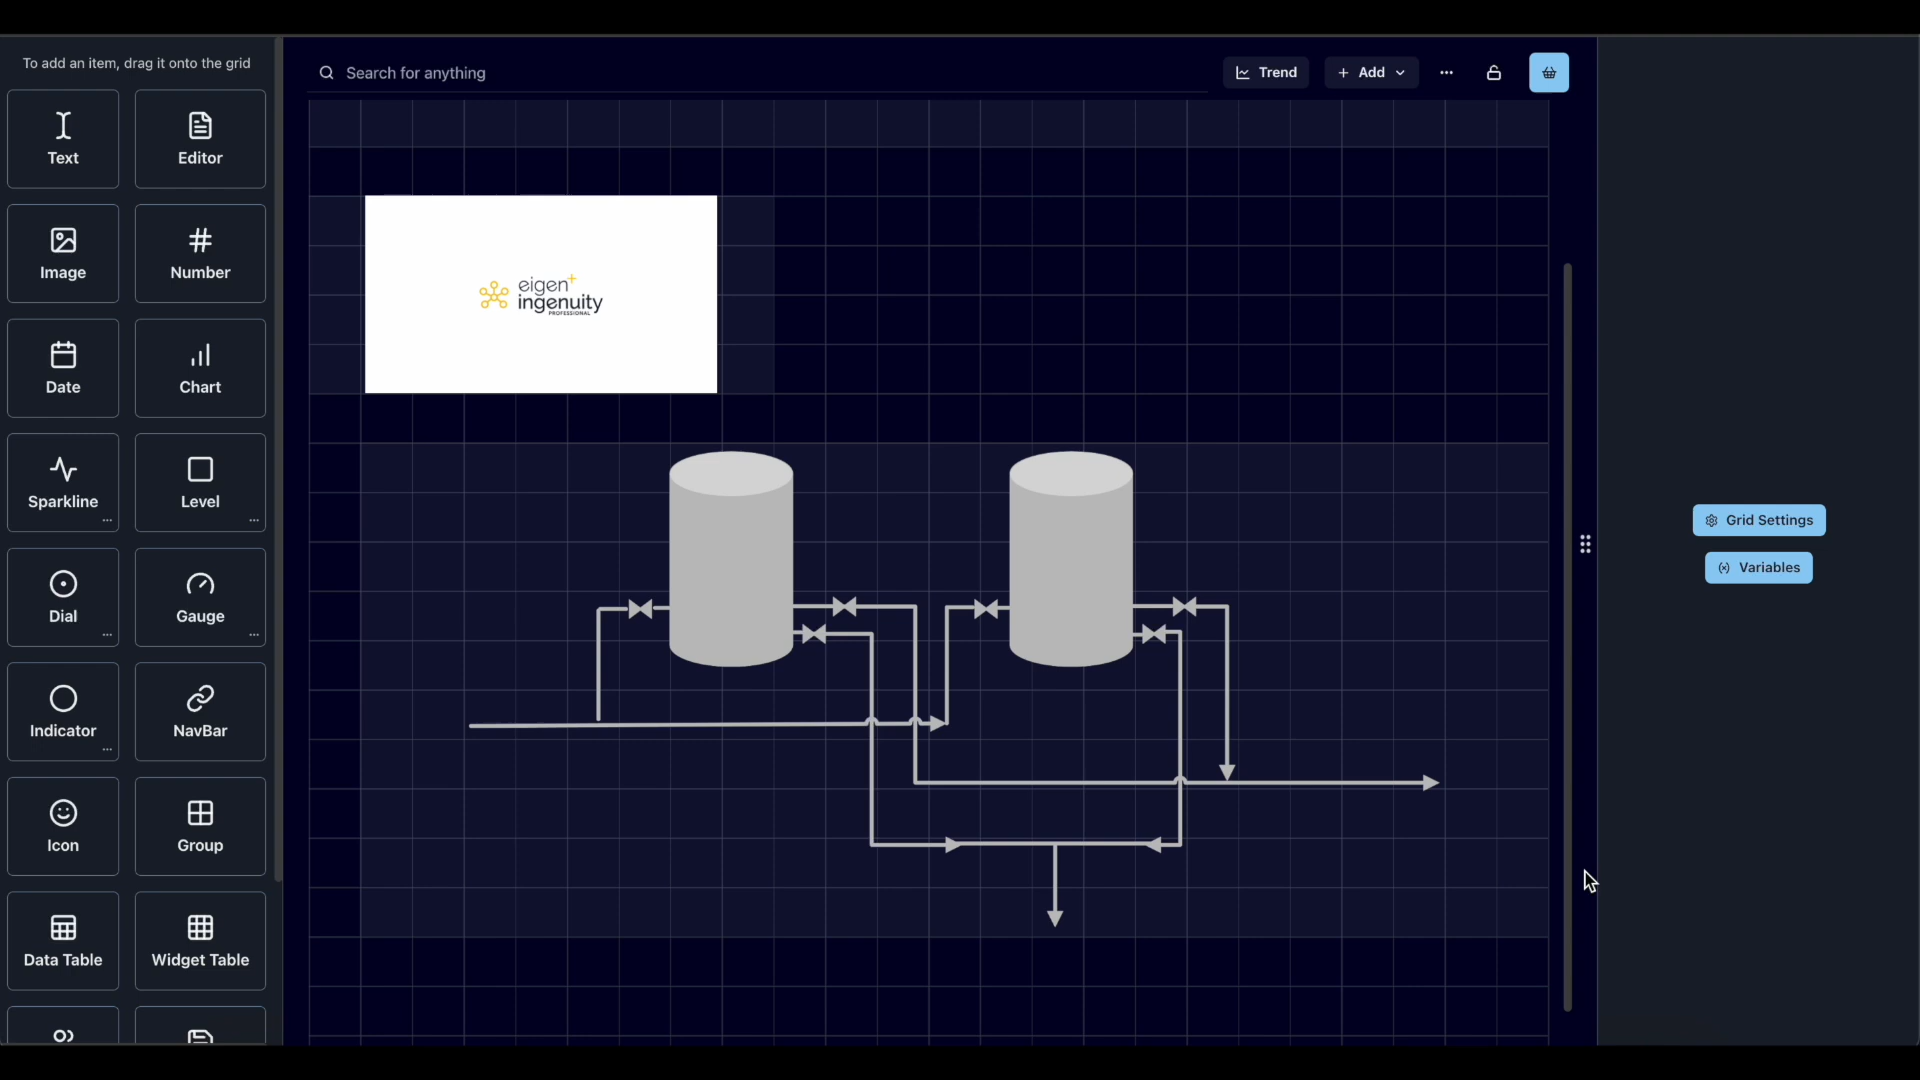 To add an item, drag it onto the grid
Text
Editor
Image
Number
Date
Chart
Sparkline
...
Level
...
Dial
...
Gauge
...
Indicator
...
NavBar
Icon
Group
Data Table
Widget Table
Search for anything
Trend
+ Add
eigen+
ingenuity
PROFESSIONAL
Grid Settings
(x) Variables